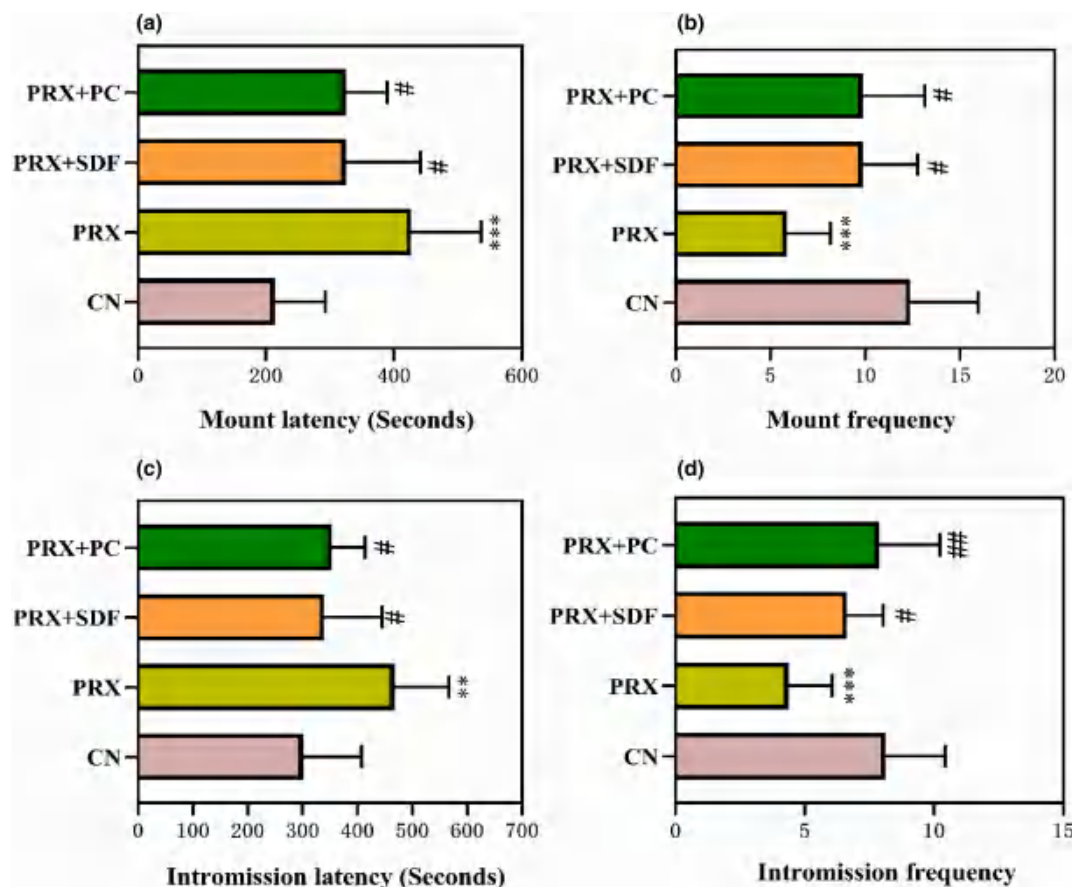 (a)
PRX+PC #
PRX+SDF #
PRX ***
CN
0 200 400 600
Mount latency (Seconds)
(b)
PRX+PC #
PRX+SDF #
PRX ***
CN
0 5 10 15 20
Mount frequency
(c)
PRX+PC #
PRX+SDF #
PRX **
CN
0 100 200 300 400 500 600 700
Intromission latency (Seconds)
(d)
PRX+PC ##
PRX+SDF #
PRX ***
CN
0 5 10 15
Intromission frequency